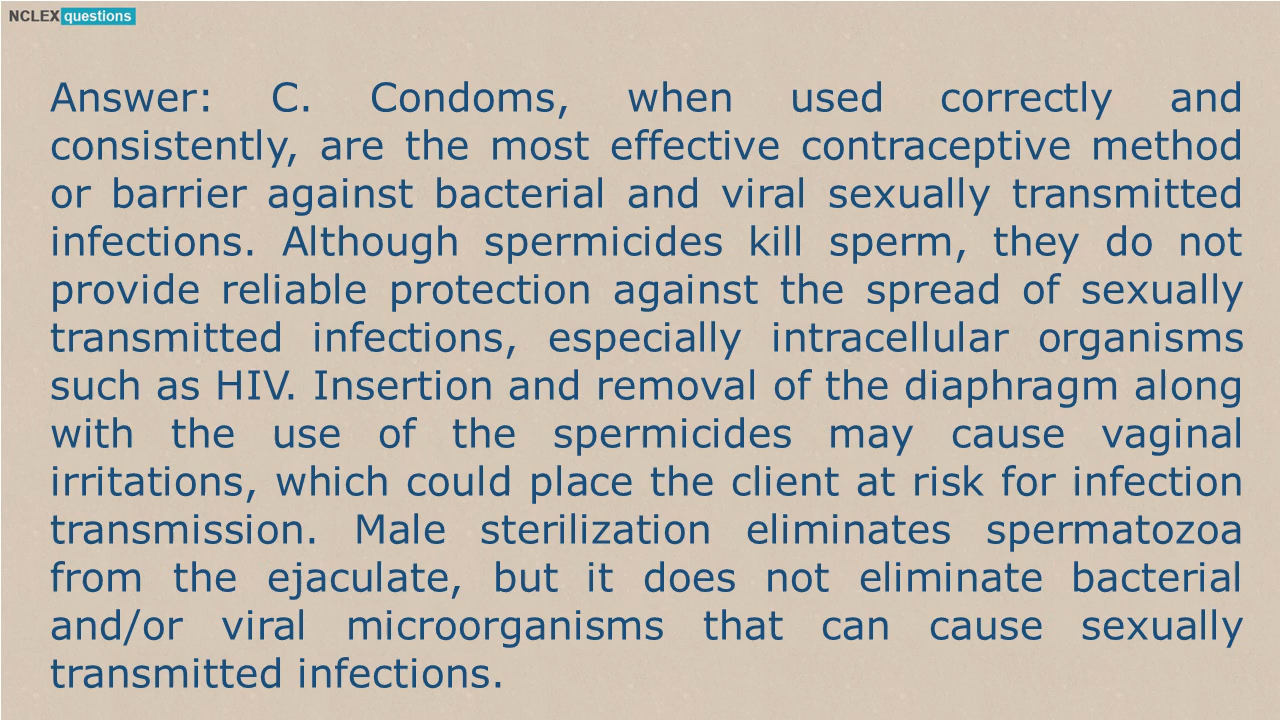 NCLEX questions
Answer: C. Condoms, when used correctly and
consistently, are the most effective contraceptive method
or barrier against bacterial and viral sexually transmitted
infections. Although spermicides kill sperm, they do not
provide reliable protection against the spread of sexually
transmitted infections, especially intracellular organisms
such as HIV. Insertion and removal of the diaphragm along
with the use of the spermicides may cause vaginal
irritations, which could place the client at risk for infection
transmission. Male sterilization eliminates spermatozoa
from the ejaculate, but it does not eliminate bacterial
and/or viral microorganisms that can cause sexually
transmitted infections.